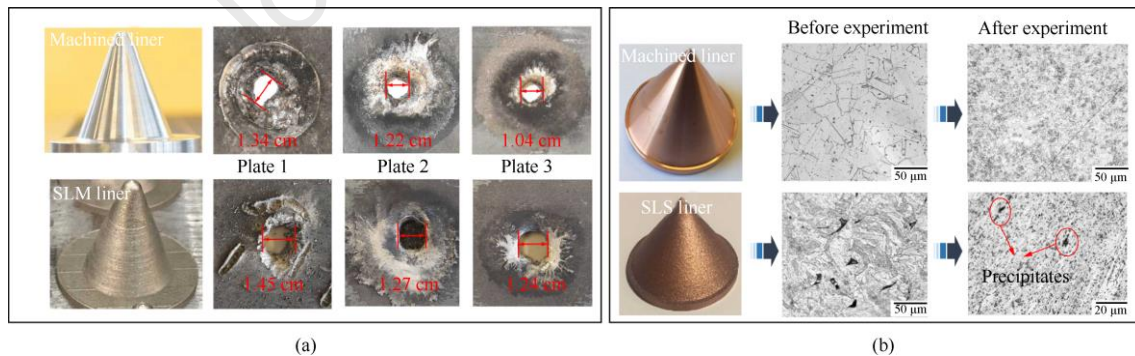 Machined liner
1.34 cm
1.22 cm
1.04 cm
Plate 1
Plate 2
Plate 3
SLM liner
1.45 cm
1.27 cm
1.24 cm
(a)
Before experiment
After experiment
Machined liner
50 μm
50 μm
SLS liner
Precipitates
50 μm
20 μm
(b)